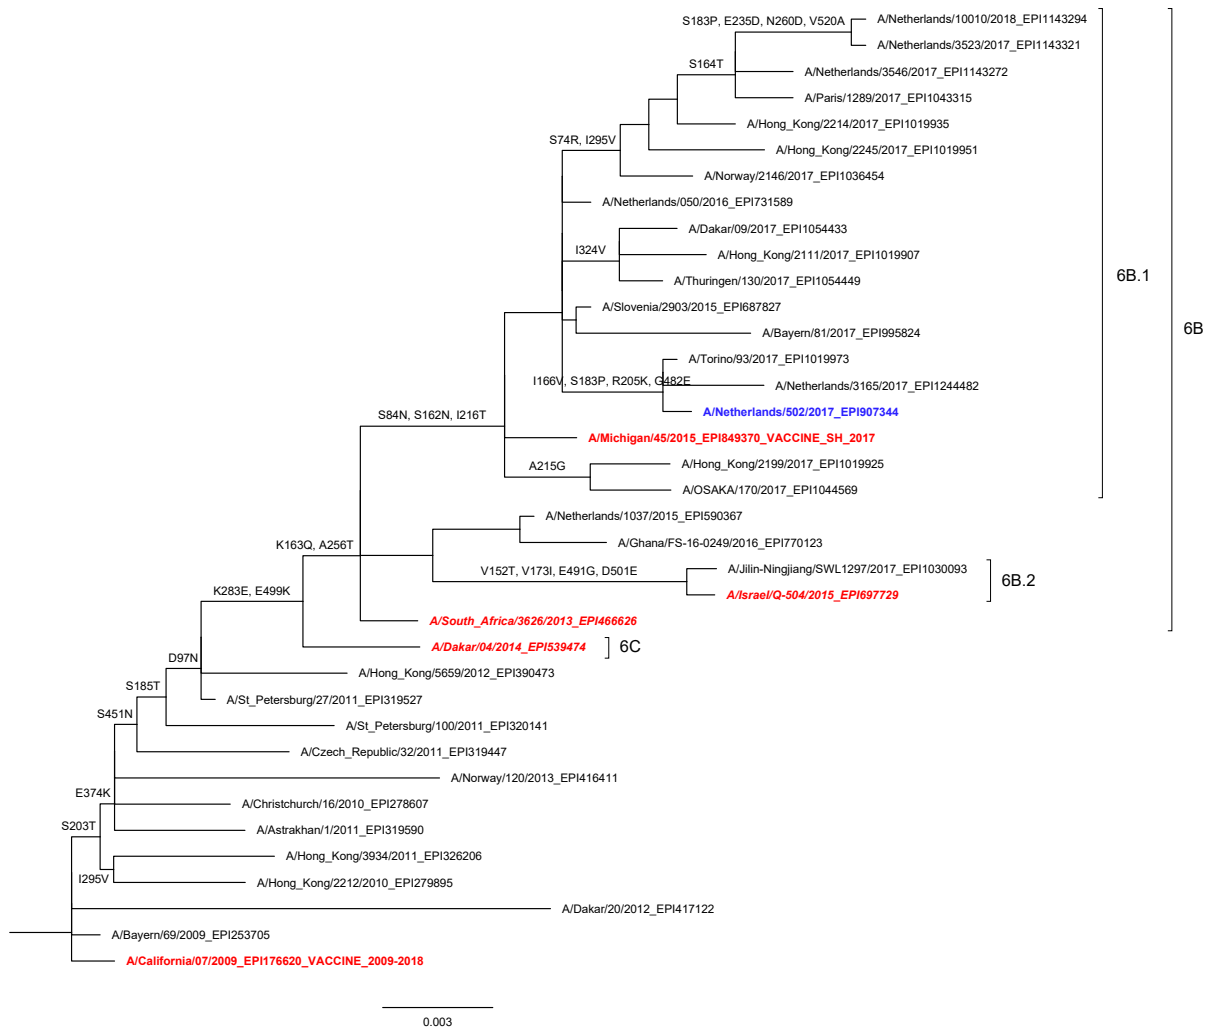 S183P, E235D, N260D, V520A
A/Netherlands/10010/2018_EPI1143294
A/Netherlands/3523/2017_EPI1143321
S164T
A/Netherlands/3546/2017_EPI1143272
A/Paris/1289/2017_EPI1043315
A/Hong_Kong/2214/2017_EPI1019935
S74R, I295V
A/Hong_Kong/2245/2017_EPI1019951
A/Norway/2146/2017_EPI1036454
A/Netherlands/050/2016_EPI731589
A/Dakar/09/2017_EPI1054433
I324V
A/Hong_Kong/2111/2017_EPI1019907
6B.1
A/Thuringen/130/2017_EPI1054449
A/Slovenia/2903/2015_EPI687827
6B
A/Bayern/81/2017_EPI995824
A/Torino/93/2017_EPI1019973
I166V, S183P, R205K, G482E
A/Netherlands/3165/2017_EPI1244482
A/Netherlands/502/2017_EPI907344
S84N, S162N, I216T
A/Michigan/45/2015_EPI849370_VACCINE_SH_2017
A215G
A/Hong_Kong/2199/2017_EPI1019925
A/OSAKA/170/2017_EPI1044569
A/Netherlands/1037/2015_EPI590367
K163Q, A256T
A/Ghana/FS-16-0249/2016_EPI770123
V152T, V173I, E491G, D501E
A/Jilin-Ningjiang/SWL1297/2017_EPI1030093
6B.2
K283E, E499K
A/Israel/Q-504/2015_EPI697729
A/South_Africa/3626/2013_EPI466626
A/Dakar/04/2014_EPI539474
6C
D97N
A/Hong_Kong/5659/2012_EPI390473
S185T
A/St_Petersburg/27/2011_EPI319527
S451N
A/St_Petersburg/100/2011_EPI320141
A/Czech_Republic/32/2011_EPI319447
A/Norway/120/2013_EPI416411
E374K
A/Christchurch/16/2010_EPI278607
S203T
A/Astrakhan/1/2011_EPI319590
A/Hong_Kong/3934/2011_EPI326206
I295V
A/Hong_Kong/2212/2010_EPI279895
A/Dakar/20/2012_EPI417122
A/Bayern/69/2009_EPI253705
A/California/07/2009_EPI176620_VACCINE_2009-2018
0.003